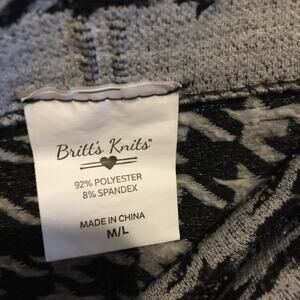 Britt's Knits®
92% POLYESTER
8% SPANDEX
MADE IN CHINA
M/L